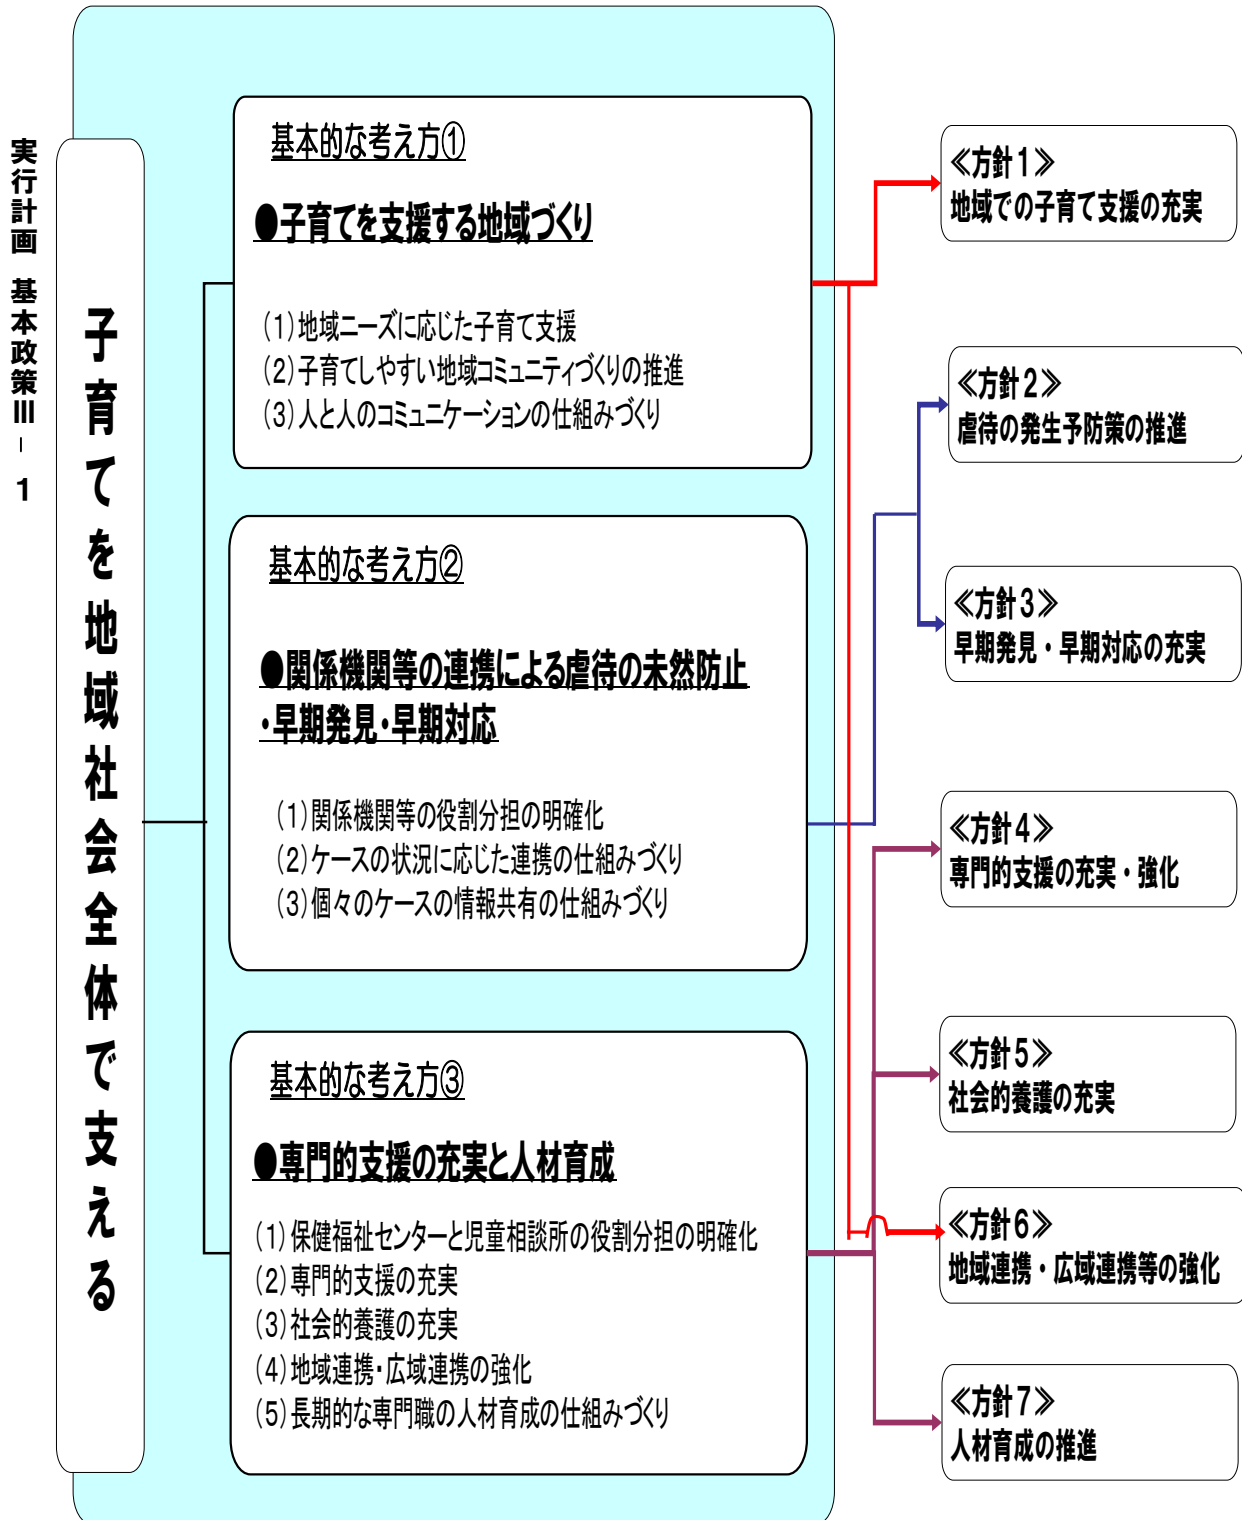 実行計画 基本政策Ⅲ－1
子育てを地域社会全体で支える
基本的な考え方①
●子育てを支援する地域づくり
(1)地域ニーズに応じた子育て支援
(2)子育てしやすい地域コミュニティづくりの推進
(3)人と人のコミュニケーションの仕組みづくり
基本的な考え方②
●関係機関等の連携による虐待の未然防止
・早期発見・早期対応
(1)関係機関等の役割分担の明確化
(2)ケースの状況に応じた連携の仕組みづくり
(3)個々のケースの情報共有の仕組みづくり
基本的な考え方③
●専門的支援の充実と人材育成
(1)保健福祉センターと児童相談所の役割分担の明確化
(2)専門的支援の充実
(3)社会的養護の充実
(4)地域連携・広域連携の強化
(5)長期的な専門職の人材育成の仕組みづくり
≪方針1≫
地域での子育て支援の充実
≪方針2≫
虐待の発生予防策の推進
≪方針3≫
早期発見・早期対応の充実
≪方針4≫
専門的支援の充実・強化
≪方針5≫
社会的養護の充実
≪方針6≫
地域連携・広域連携等の強化
≪方針7≫
人材育成の推進